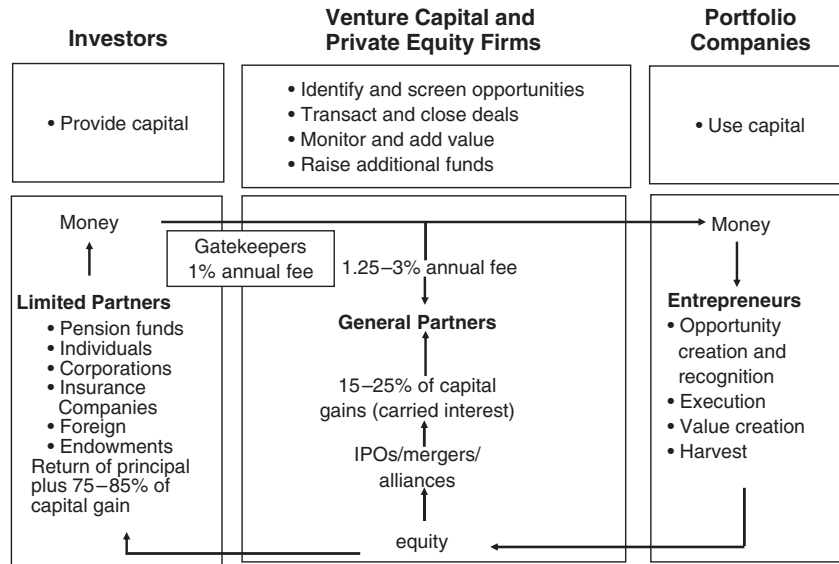 Investors
Venture Capital and
Private Equity Firms
Portfolio
Companies
• Provide capital
• Identify and screen opportunities
• Transact and close deals
• Monitor and add value
• Raise additional funds
• Use capital
Money
Gatekeepers
1% annual fee
Limited Partners
• Pension funds
• Individuals
• Corporations
• Insurance
Companies
• Foreign
• Endowments
Return of principal
plus 75–85% of
capital gain
1.25–3% annual fee
General Partners
15–25% of capital
gains (carried interest)
IPOs/mergers/
alliances
equity
Money
Entrepreneurs
• Opportunity
creation and
recognition
• Execution
• Value creation
• Harvest